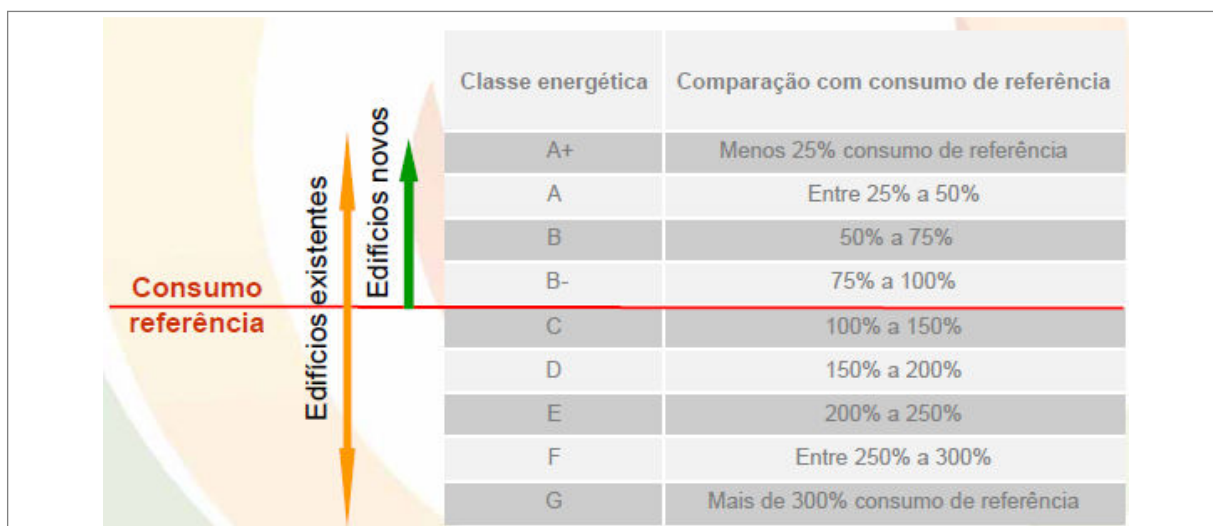 Classe energética Comparação com consumo de referência
A+ Menos 25% consumo de referência
A Entre 25% a 50%
B 50% a 75%
B- 75% a 100%
C 100% a 150%
D 150% a 200%
E 200% a 250%
F Entre 250% a 300%
G Mais de 300% consumo de referência
Consumo
referência
Edifícios existentes
Edifícios novos